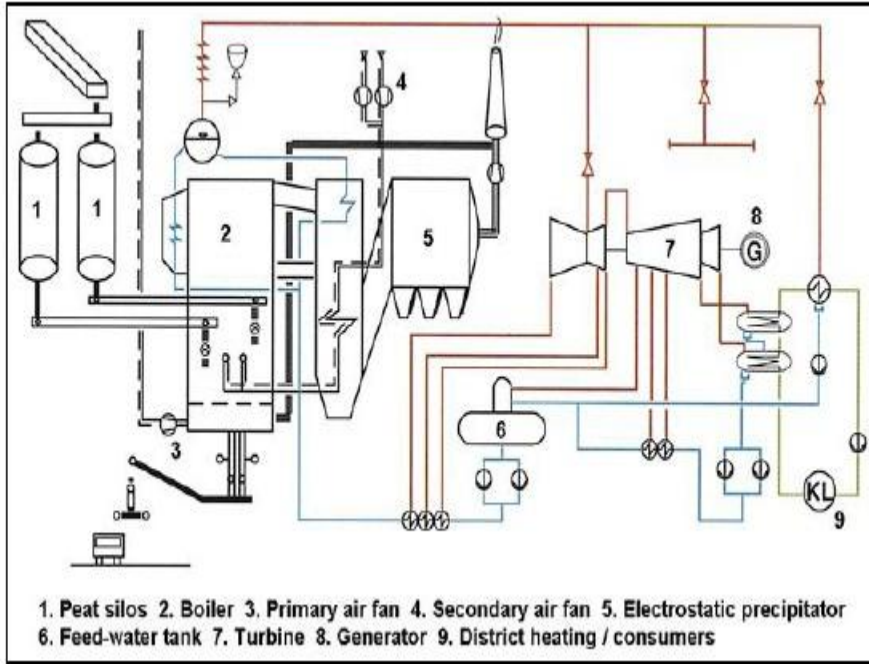 4
1
1
2
5
8
G
7
6
3
KL
9
1. Peat silos 2. Boiler 3. Primary air fan 4. Secondary air fan 5. Electrostatic precipitator
6. Feed-water tank 7. Turbine 8. Generator 9. District heating / consumers